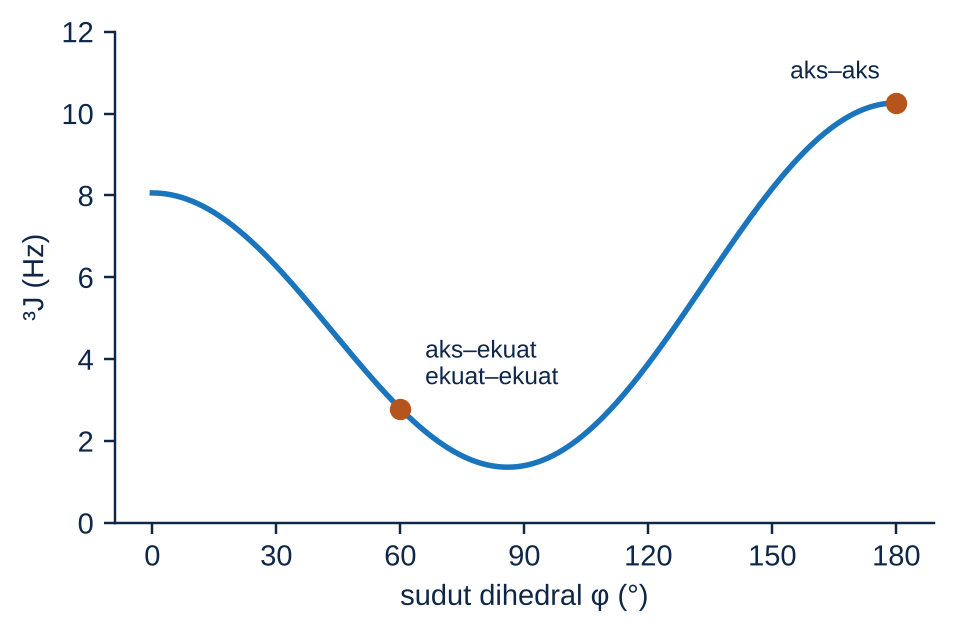 12
10
8
6
4
2
0
³J (Hz)
aks–aks
aks–ekuat
ekuat–ekuat
0 30 60 90 120 150 180
sudut dihedral φ (°)